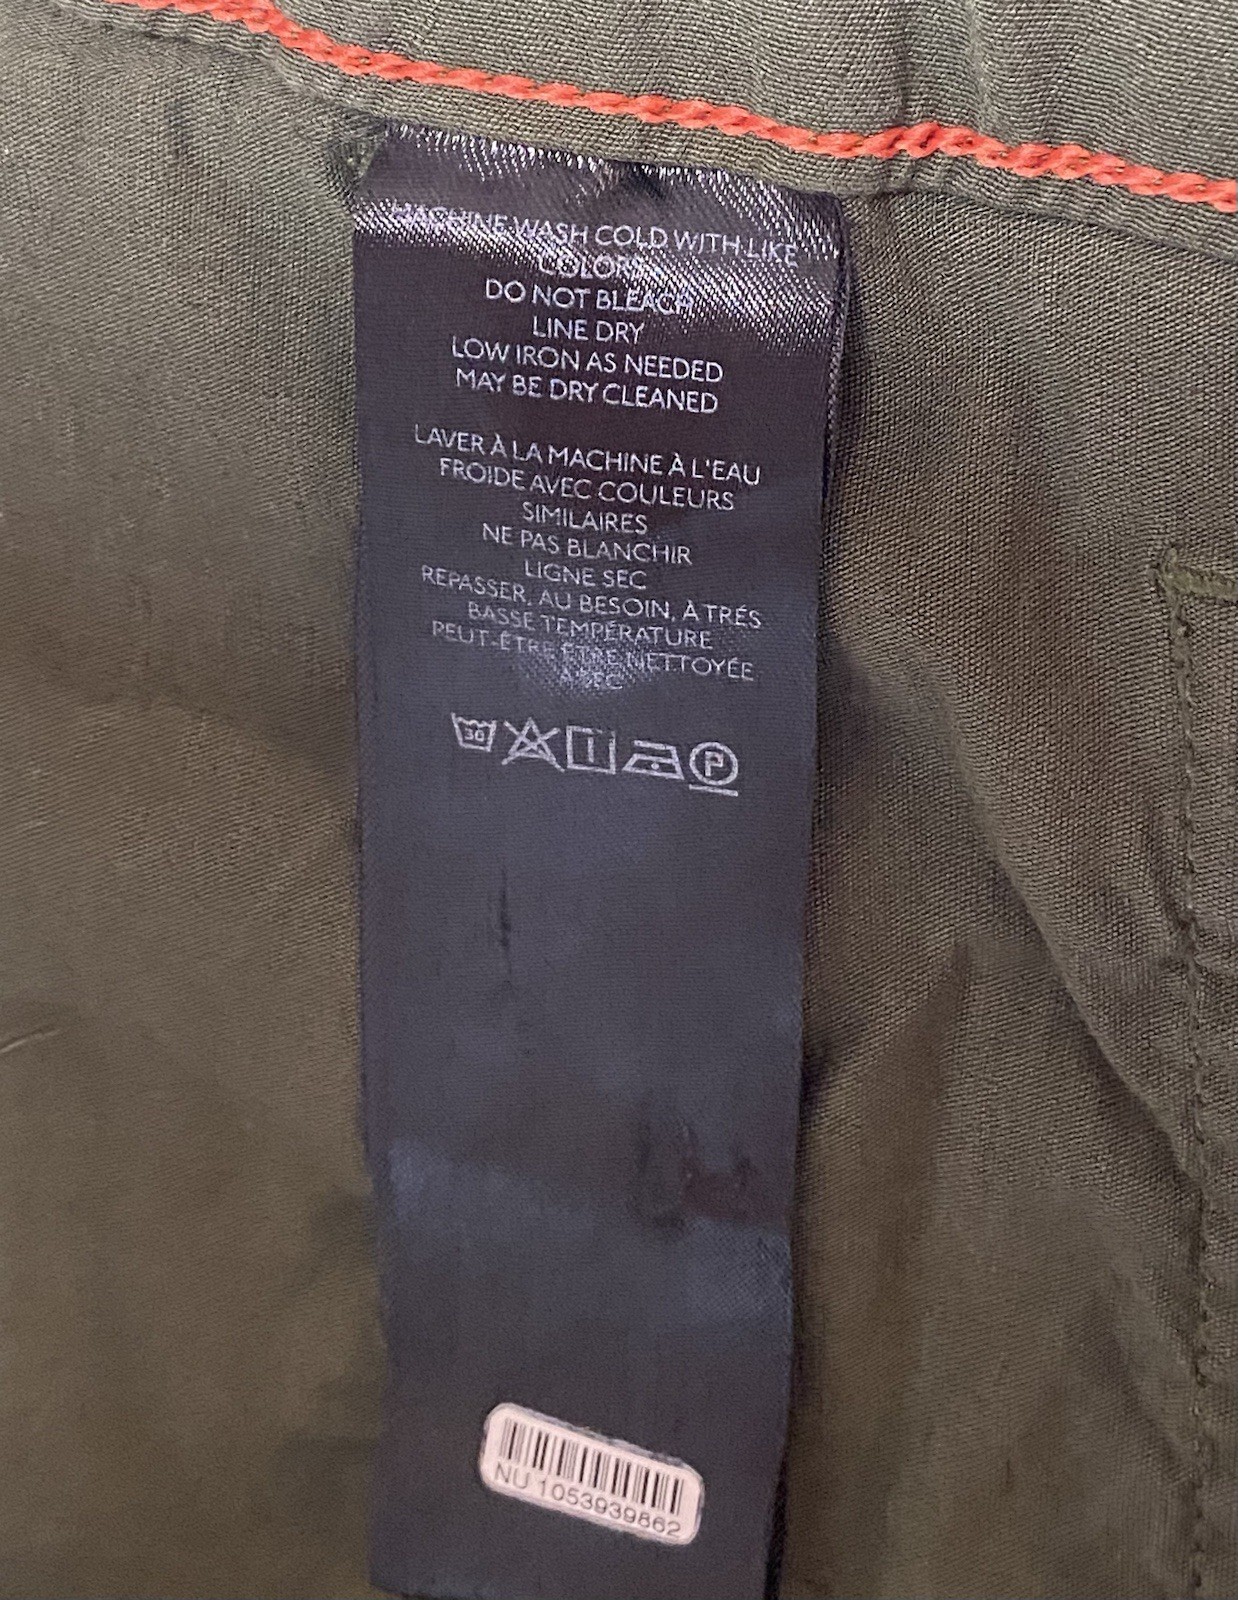 MACHINE WASH COLD WITH LIKE
COLORS
DO NOT BLEACH
LINE DRY
LOW IRON AS NEEDED
MAY BE DRY CLEANED
LAVER À LA MACHINE À L'EAU
FROIDE AVEC COULEURS
SIMILAIRES
NE PAS BLANCHIR
LIGNE SEC
REPASSER, AU BESOIN, À TRÉS
BASSE TEMPÉRATURE
PEUT-ÊTRE ÊTRE NETTOYÉE
À SEC
30
P
NU 1053939862